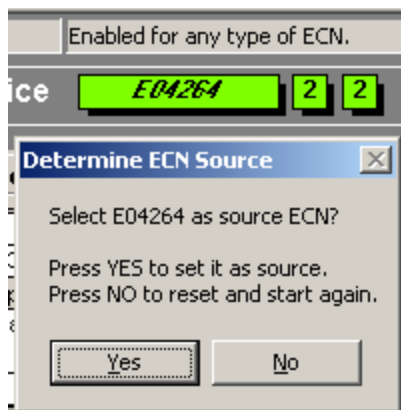 Enabled for any type of ECN.
ice E04264 2 2
Determine ECN Source
Select E04264 as source ECN?
Press YES to set it as source.
Press NO to reset and start again.
Yes No